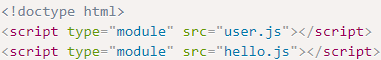 <!doctype html>
<script type="module" src="user.js"></script>
<script type="module" src="hello.js"></script>